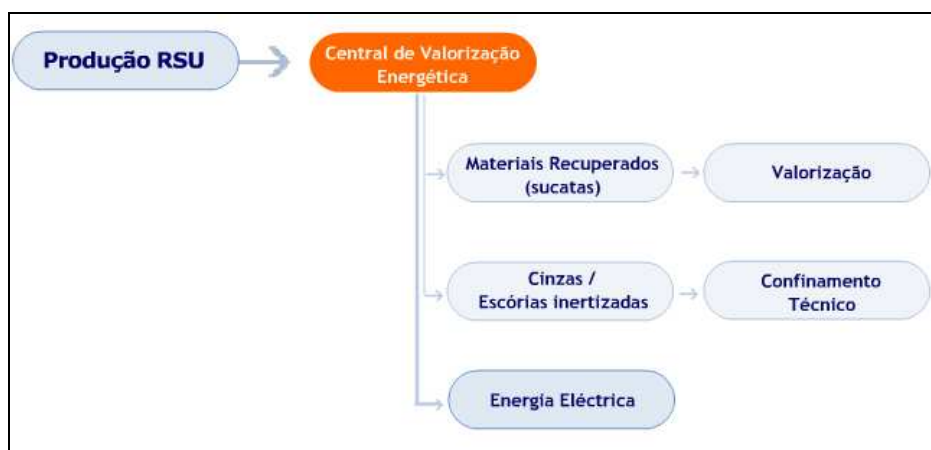 Produção RSU
Central de Valorização
Energética
Materiais Recuperados
(sucatas)
Valorização
Cinzas /
Escórias inertizadas
Confinamento
Técnico
Energia Eléctrica